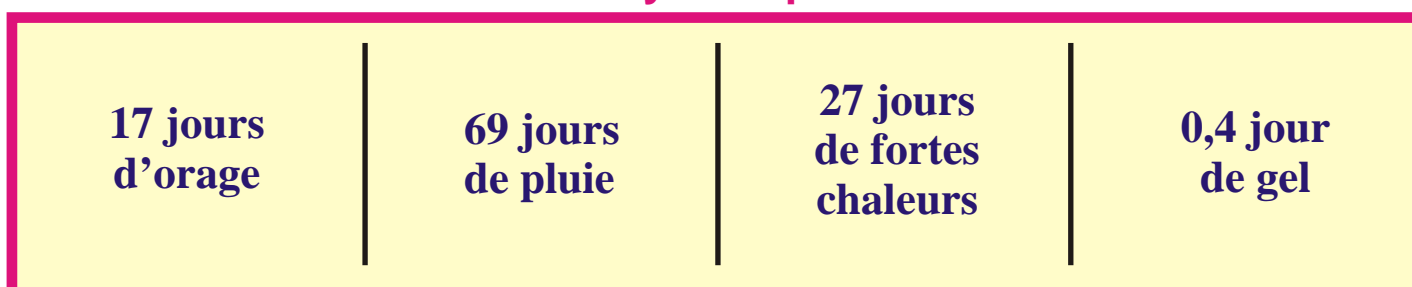 17 jours
d’orage
69 jours
de pluie
27 jours
de fortes
chaleurs
0,4 jour
de gel